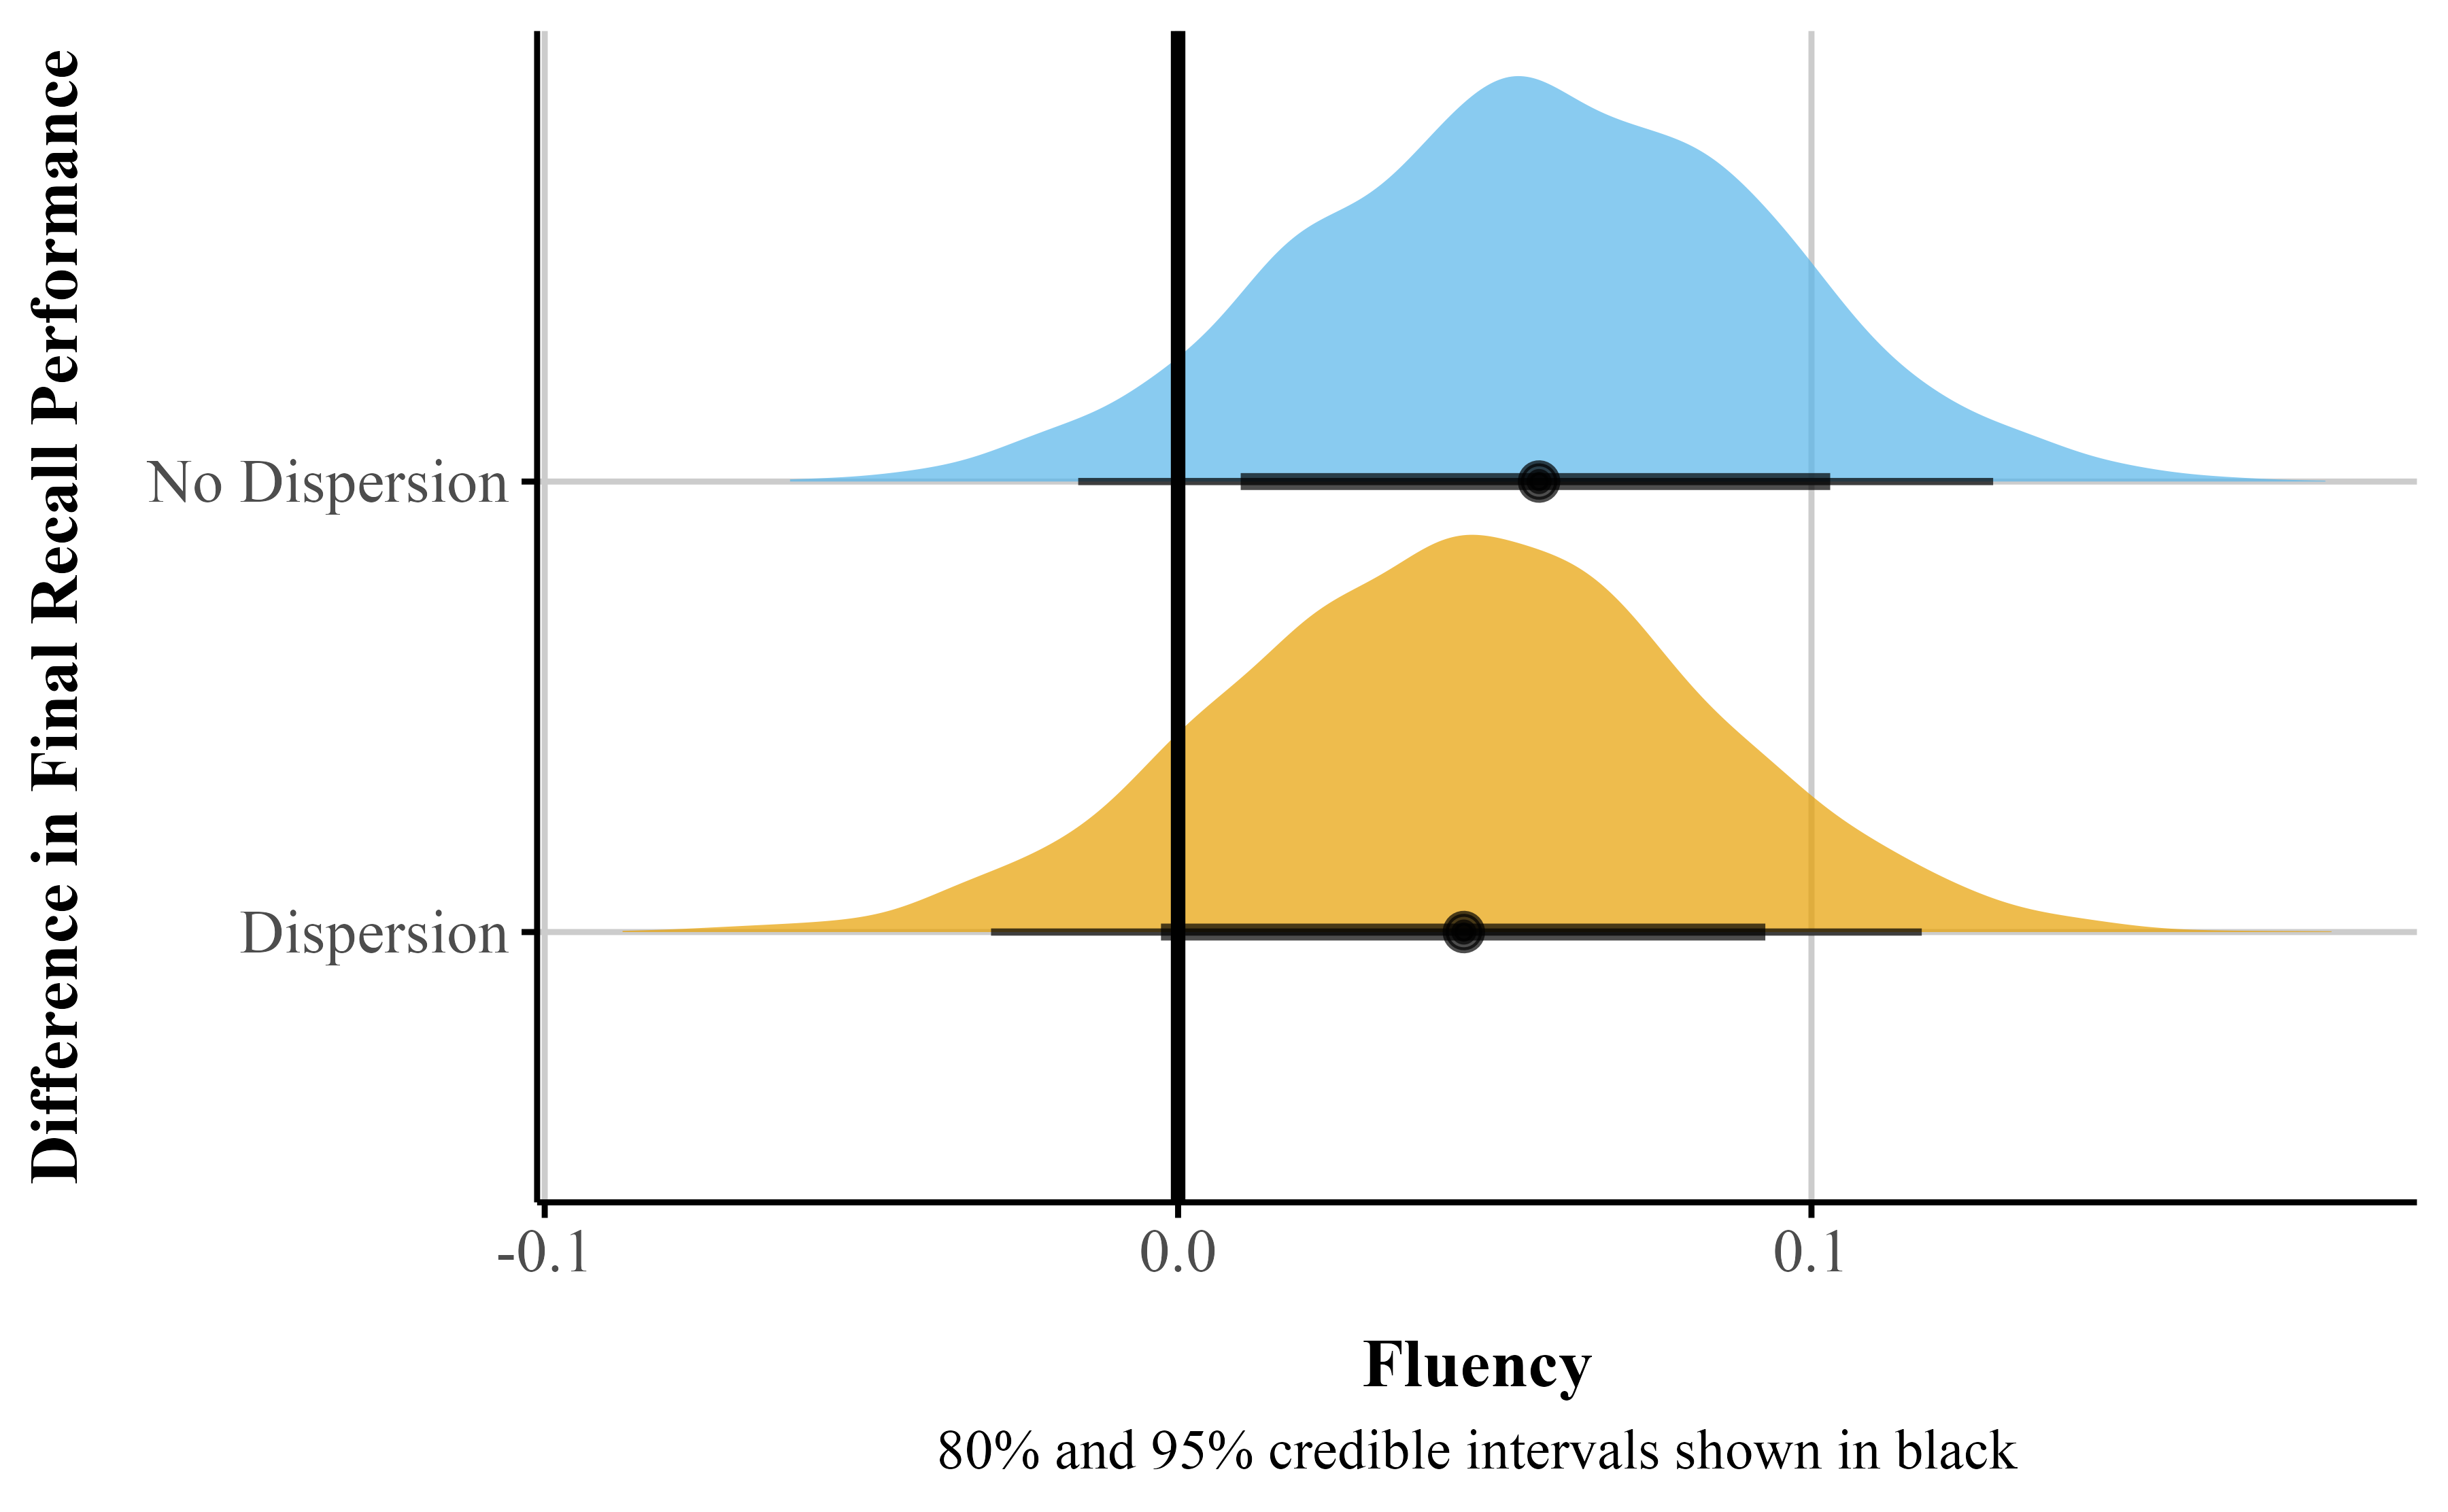 Difference in Final Recall Performance
No Dispersion
Dispersion
-0.1 0.0 0.1
Fluency
80% and 95% credible intervals shown in black